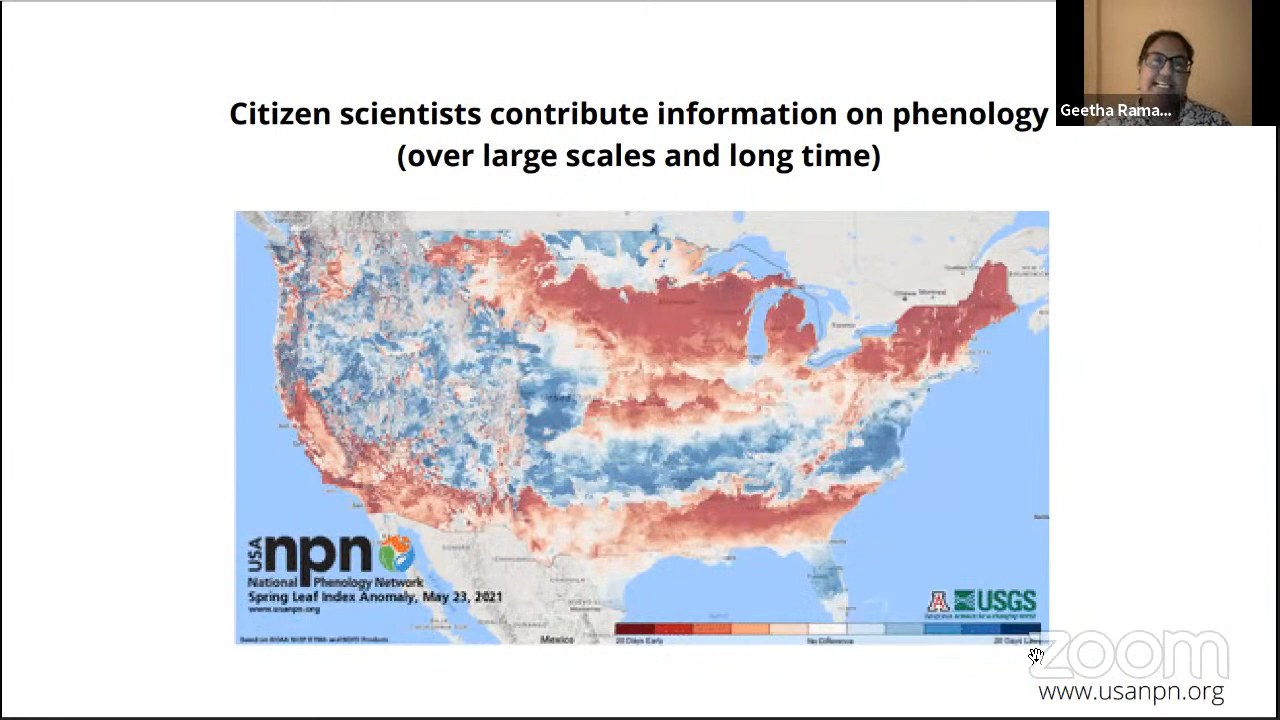 Citizen scientists contribute information on phenology
(over large scales and long time)
Geetha Rama...
USA npn
National Phenology Network
Spring Leaf Index Anomaly, May 23, 2021
www.usanpn.org
Mexico
USGS
20 Days Early
No Difference
20 Days
zoom
www.usanpn.org